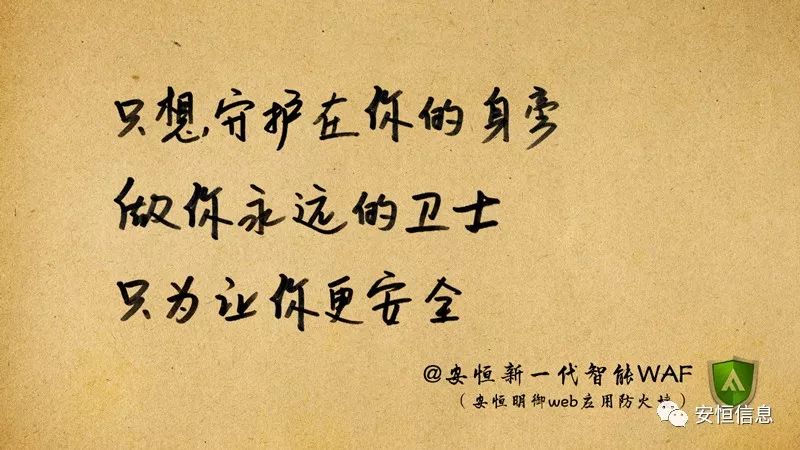 只想守护在你的身旁
做你永远的卫士
只为让你更安全
@安恒新一代智能WAF
(安恒明御web应用防火墙)
安恒信息